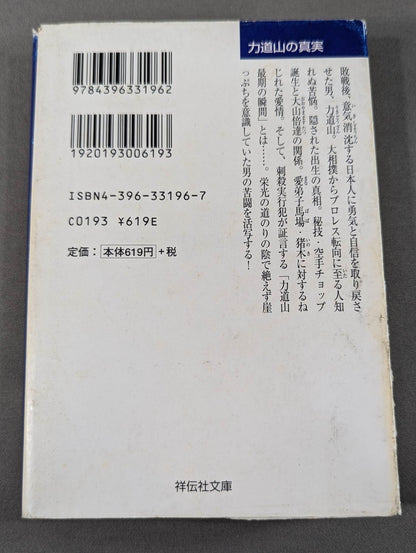 力道山の真実
敗戦後、意気消沈する日本人に勇気と自信を取り戻さ
せた男、力道山。大相撲からプロレス転向に至る人知
れぬ苦悩。隠された出生の真相。秘技・空手チョップ
誕生と大山倍達の関係。愛弟子馬場・猪木に対するね
じれた愛情。そして、刺殺実行犯が証言する「力道山
最期の瞬間」とは……。栄光の道のりの陰で絶えず崖
っぷちを意識していた男の苦闘を活写する！
9784396331962
1920193006193
ISBN4-396-33196-7
C0193 ¥619E
定価：本体619円+税
祥伝社文庫